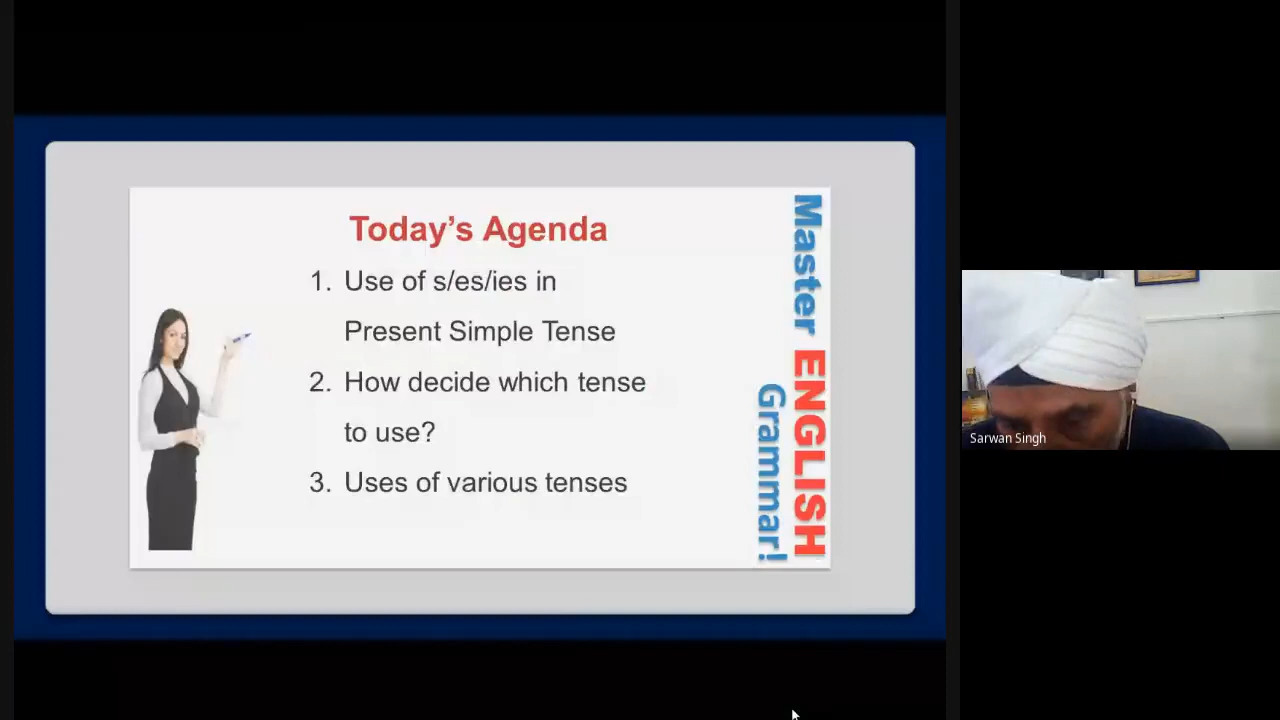 Today's Agenda
1. Use of s/es/ies in
Present Simple Tense
2. How decide which tense
to use?
3. Uses of various tenses
Master ENGLISH
Grammar!
Sarwan Singh